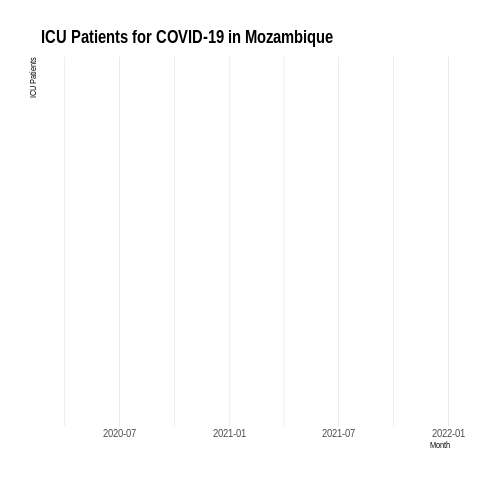 ICU Patients for COVID-19 in Mozambique
ICU Patients
2020-07 2021-01 2021-07 2022-01
Month